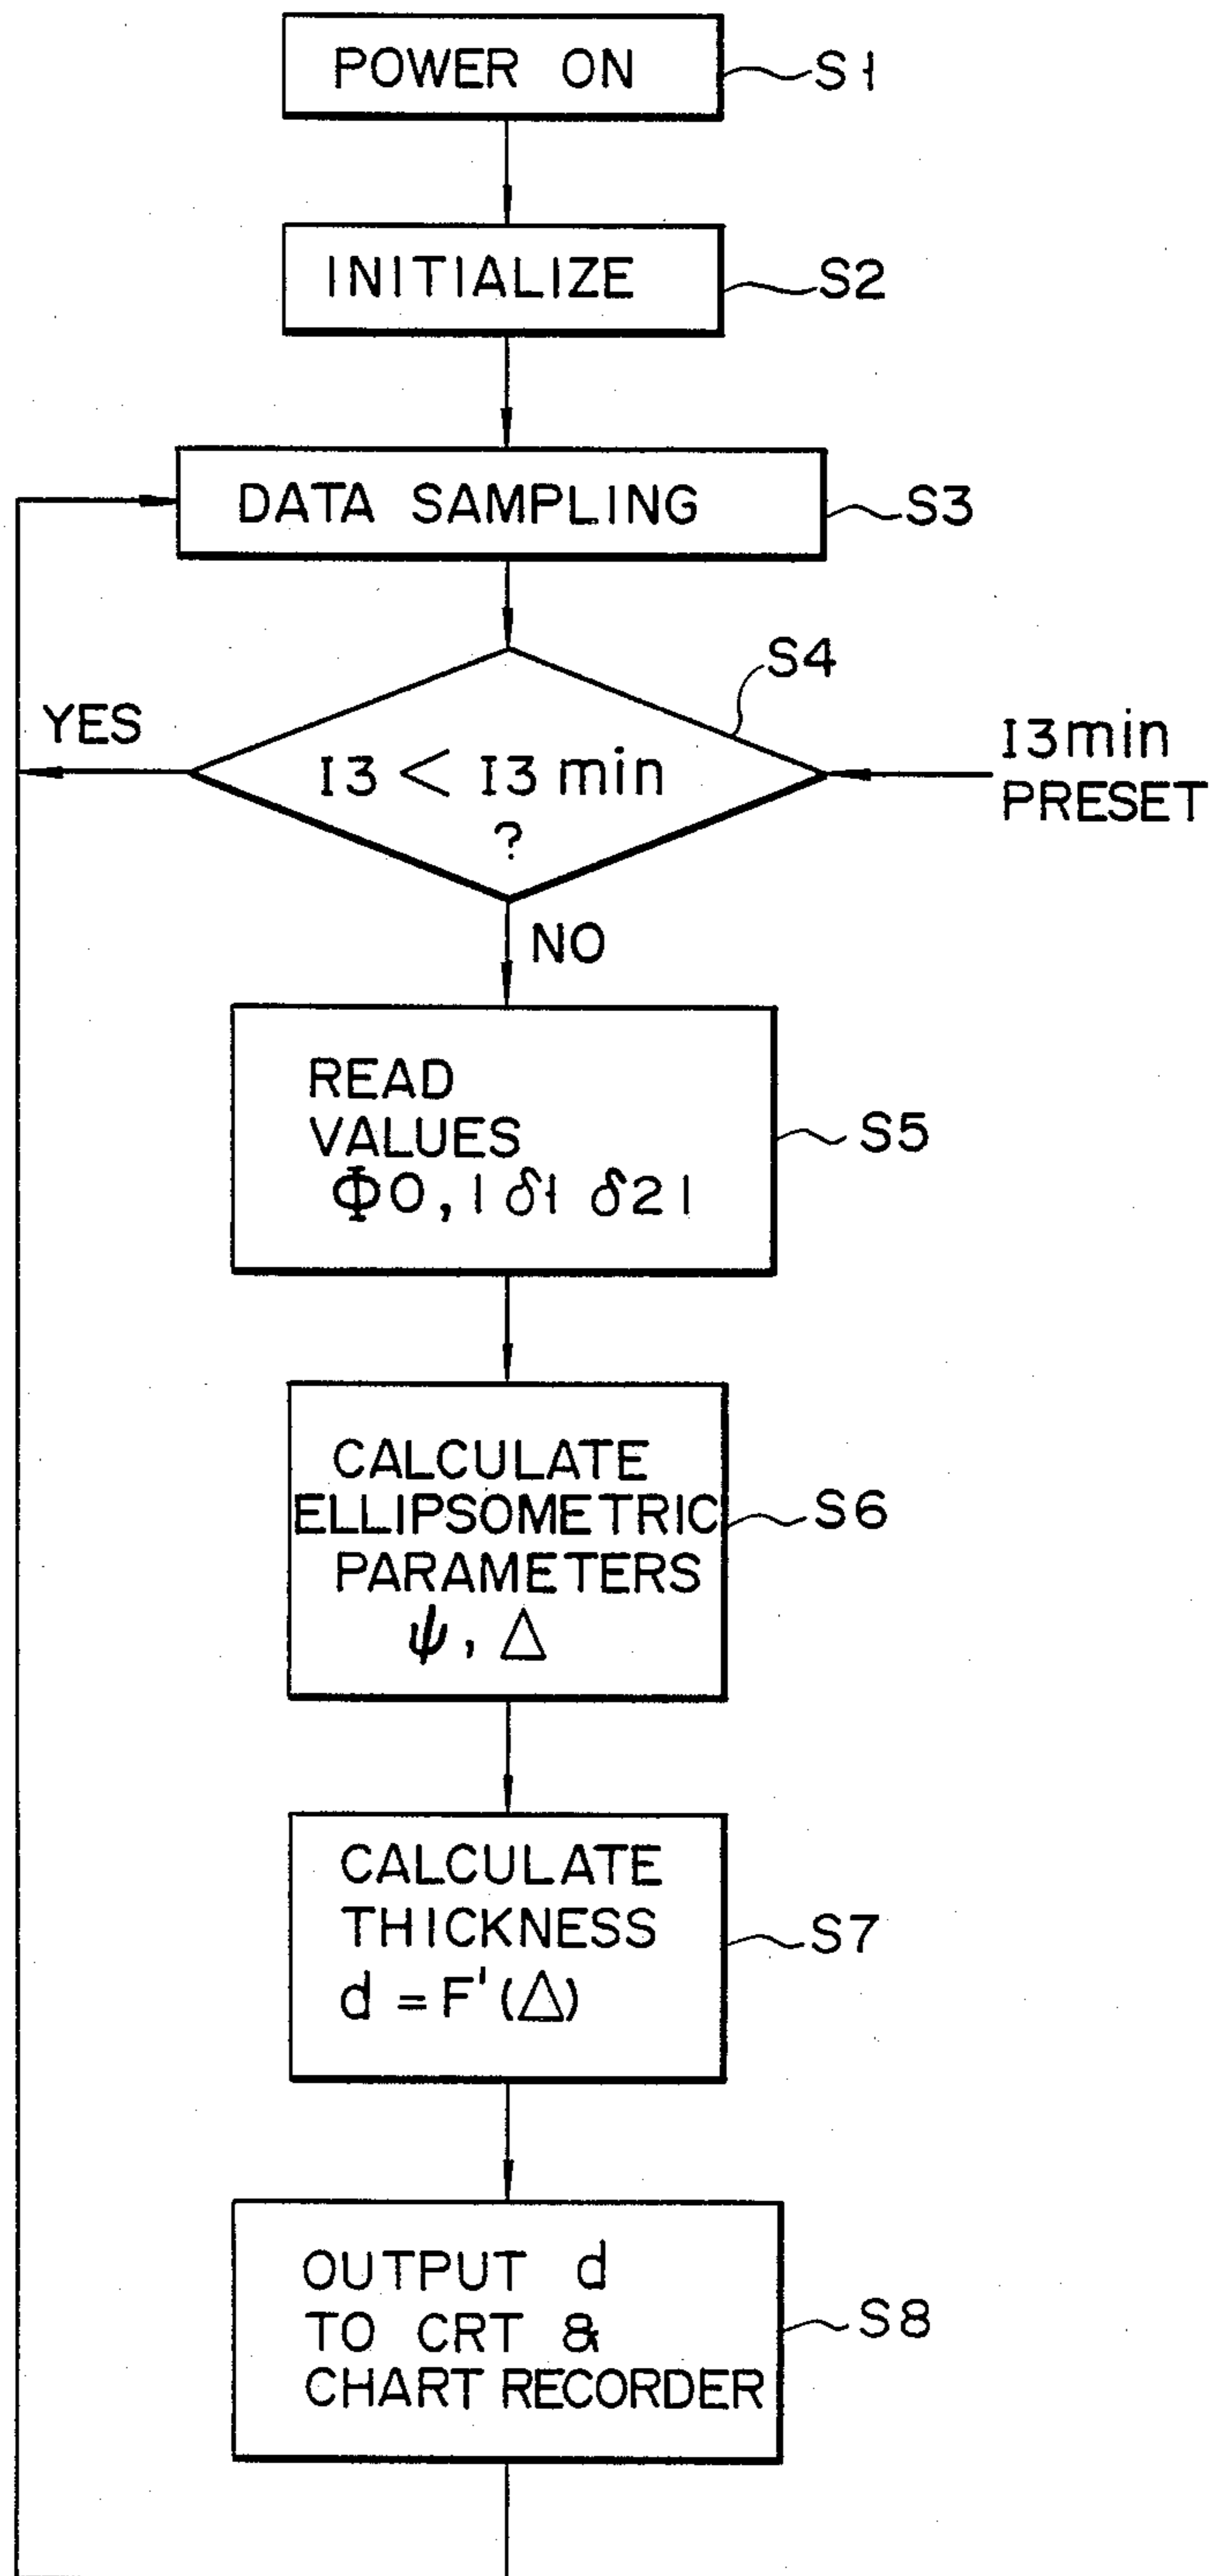 POWER ON
S1
INITIALIZE
S2
DATA SAMPLING
S3
S4
YES
I3 < I3 min
?
I3min
PRESET
NO
READ
VALUES
Φ0, |δ1 δ2|
S5
CALCULATE
ELLIPSOMETRIC
PARAMETERS
ψ, Δ
S6
CALCULATE
THICKNESS
d = F'(Δ)
S7
OUTPUT d
TO CRT &
CHART RECORDER
S8